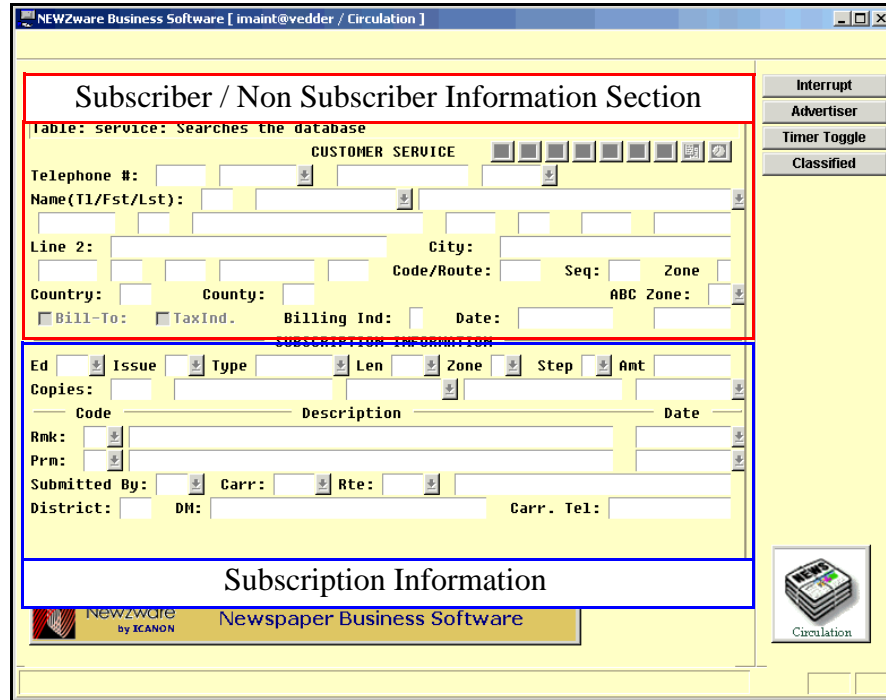 NEWZware Business Software [ imaint@vedder / Circulation ]
Subscriber / Non Subscriber Information Section
Interrupt
Advertiser
Timer Toggle
Classified
Table: service: Searches the database
CUSTOMER SERVICE
Telephone #:
Name(Tl/Fst/Lst):
Line 2: City:
Code/Route: Seq: Zone
Country: County: ABC Zone:
Bill-To: TaxInd. Billing Ind: Date:
SUBSCRIPTION INFORMATION
Ed Issue Type Len Zone Step Amt
Copies:
Code Description Date
Rmk:
Prm:
Submitted By: Carr: Rte:
District: DM: Carr. Tel:
Subscription Information
Newzware
by ICANON
Newspaper Business Software
NEWS
Circulation